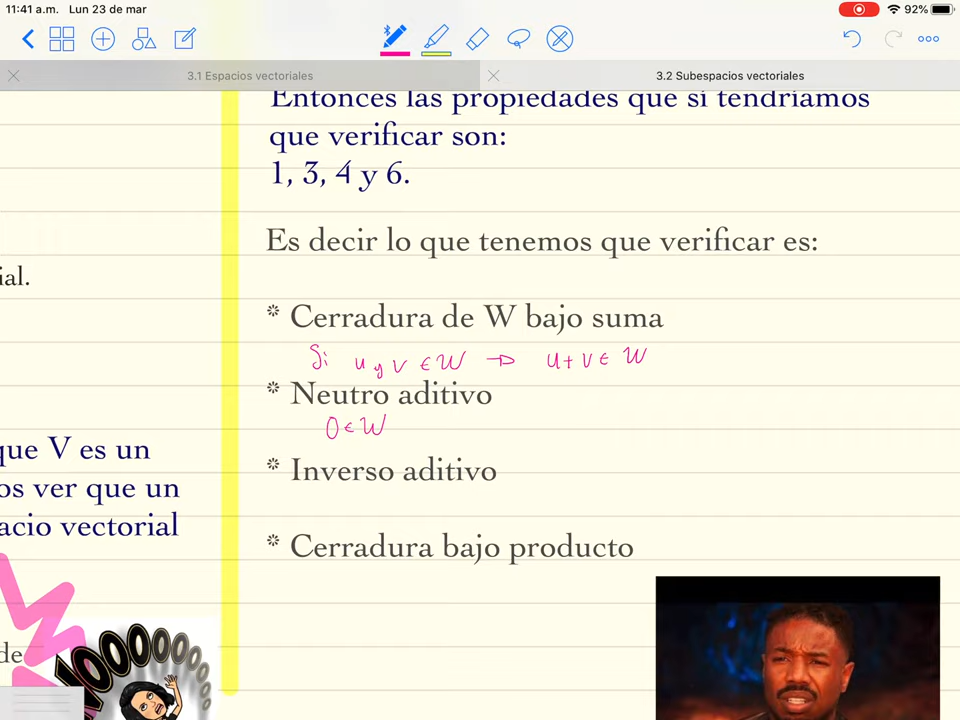 11:41 a.m. Lun 23 de mar
92%
3.1 Espacios vectoriales
3.2 Subespacios vectoriales
Entonces las propiedades que si tendríamos
que verificar son:
1, 3, 4 y 6.
Es decir lo que tenemos que verificar es:
* Cerradura de W bajo suma
Si u y v ∈ W → u + v ∈ W
* Neutro aditivo
0 ∈ W
* Inverso aditivo
* Cerradura bajo producto
ial.
que V es un
os ver que un
acio vectorial
de
NOOOOOOOO